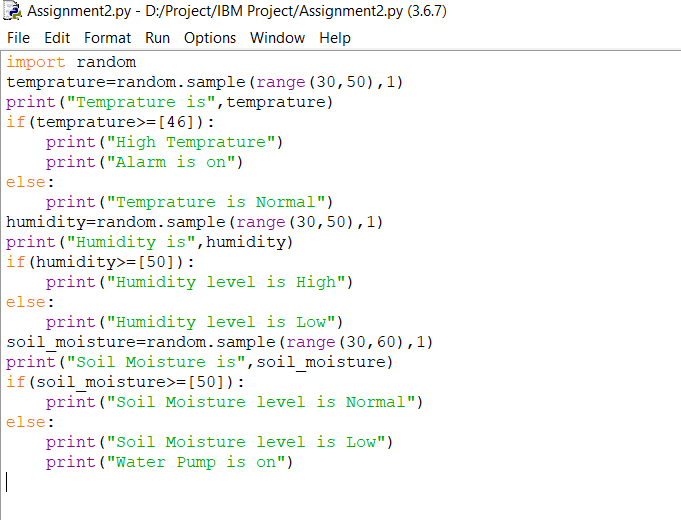 Assignment2.py - D:/Project/IBM Project/Assignment2.py (3.6.7)
File Edit Format Run Options Window Help
import random
temprature=random.sample(range(30,50),1)
print("Temprature is",temprature)
if(temprature>=[46]):
    print("High Temprature")
    print("Alarm is on")
else:
    print("Temprature is Normal")
humidity=random.sample(range(30,50),1)
print("Humidity is",humidity)
if(humidity>=[50]):
    print("Humidity level is High")
else:
    print("Humidity level is Low")
soil_moisture=random.sample(range(30,60),1)
print("Soil Moisture is",soil_moisture)
if(soil_moisture>=[50]):
    print("Soil Moisture level is Normal")
else:
    print("Soil Moisture level is Low")
    print("Water Pump is on")